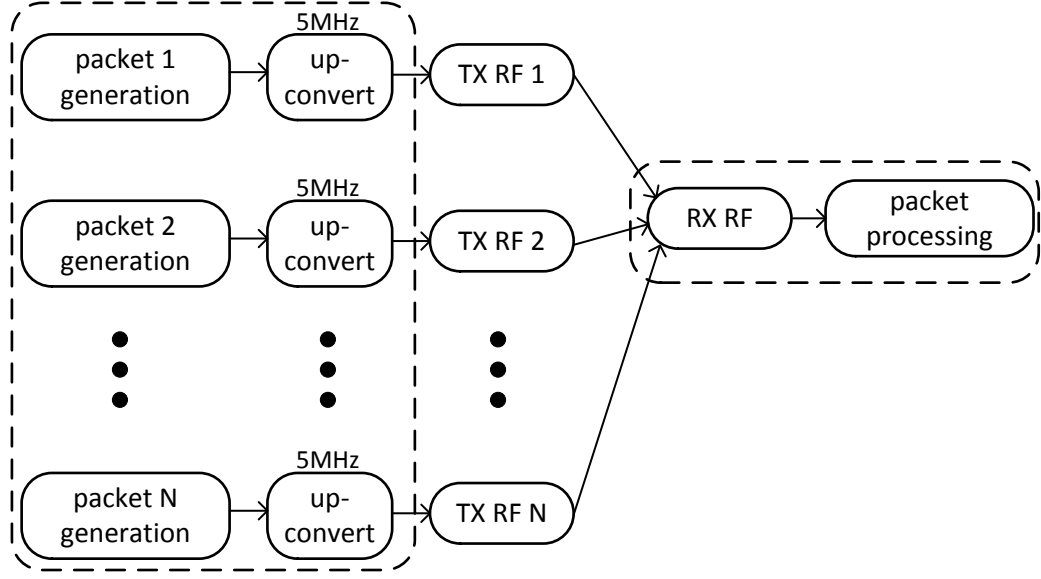 5MHz
packet 1
generation
up-
convert
TX RF 1
5MHz
packet 2
generation
up-
convert
TX RF 2
RX RF
packet
processing
5MHz
packet N
generation
up-
convert
TX RF N